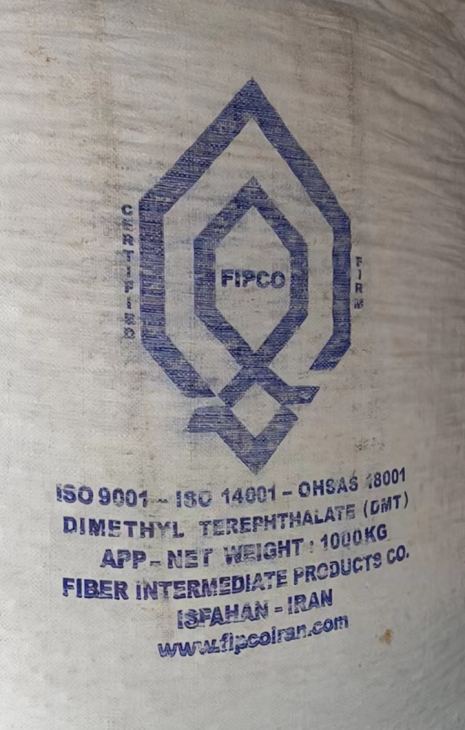 CERTIFIED
FIRM
FIPCO
ISO 9001 - ISO 14001 - OHSAS 18001
DIMETHYL TEREPHTHALATE (DMT)
APP - NET WEIGHT : 1000KG
FIBER INTERMEDIATE PRODUCTS CO.
ISFAHAN - IRAN
www.fipcoiran.com